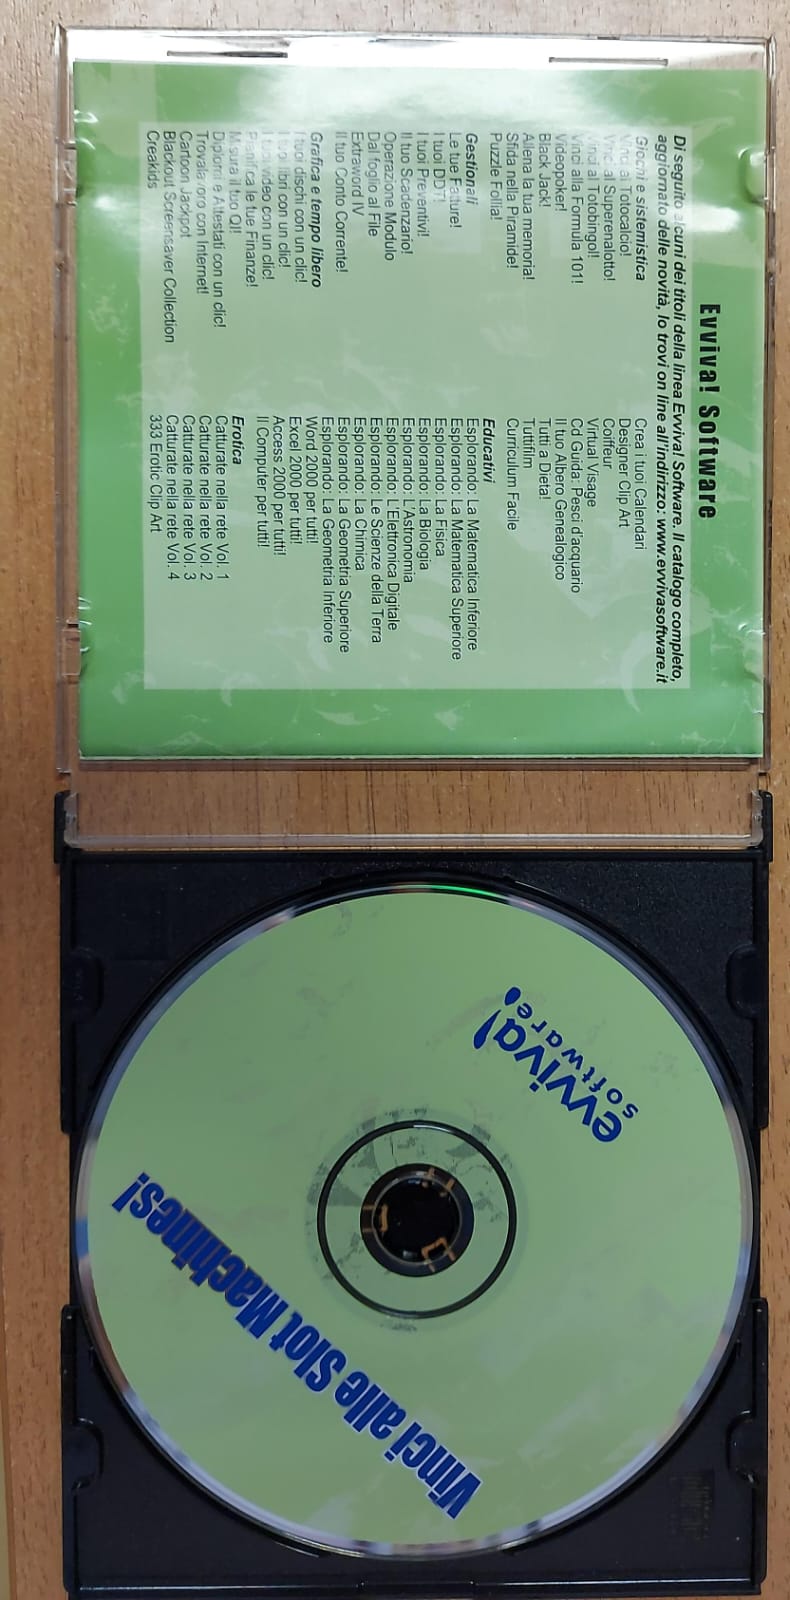 Evviva! Software
Di seguito alcuni dei titoli della linea Evviva! Software. Il catalogo completo,
aggiornato delle novità, lo trovi on line all'indirizzo: www.evvivasoftware.it
Giochi e sistemistica
Vinci al Totocalcio!
Vinci al Superenalotto!
Vinci al Totobingol!
Vinci alla Formula 101!
Videopoker!
Black Jack!
Allena la tua memoria!
Sfida nella Piramide!
Puzzle Follia!
Gestionali
Le tue Fatture!
I tuoi DDT!
I tuoi Preventivi!
Il tuo Scadenzario!
Operazione Modulo
Dal foglio al File
Extraword IV
Il tuo Conto Corrente!
Grafica e tempo libero
I tuoi dischi con un clic!
I tuoi libri con un clic!
I tuoi video con un clic!
Pianifica le tue Finanze!
Misura il tuo QI!
Diplomi e Attestati con un clic!
Trovalavoro con Internet!
Cartoon Jackpot
Blackout Screensaver Collection
Creakids
Crea i tuoi Calendari
Designer Clip Art
Coiffeur
Virtual Visage
Cd Guida: Pesci d'acquario
Il tuo Albero Genealogico
Tutti a Dieta!
Tuttifilm
Curriculum Facile
Educativi
Esplorando: La Matematica Inferiore
Esplorando: La Matematica Superiore
Esplorando: La Fisica
Esplorando: La Biologia
Esplorando: L'Astronomia
Esplorando: L'Elettronica Digitale
Esplorando: Le Scienze della Terra
Esplorando: La Chimica
Esplorando: La Geometria Superiore
Esplorando: La Geometria Inferiore
Word 2000 per tutti!
Excel 2000 per tutti!
Access 2000 per tutti!
Il Computer per tutti!
Erotica
Catturate nella rete Vol. 1
Catturate nella rete Vol. 2
Catturate nella rete Vol. 3
Catturate nella rete Vol. 4
333 Erotic Clip Art
evviva!
software!
Vinci alle Slot Machines!